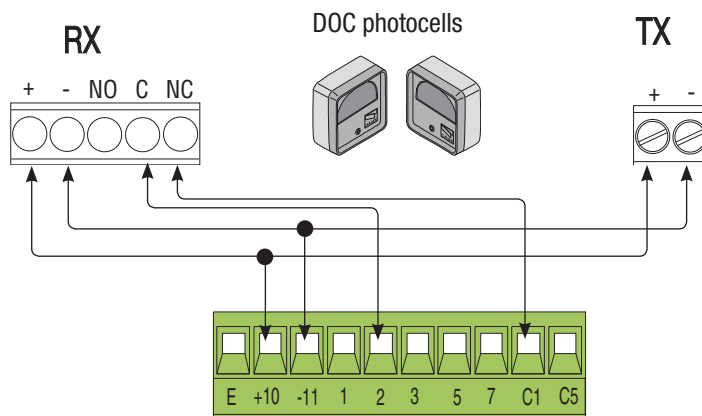 DOC photocells
RX
TX
+ - NO C NC
+ -
E +10 -11 1 2 3 5 7 C1 C5